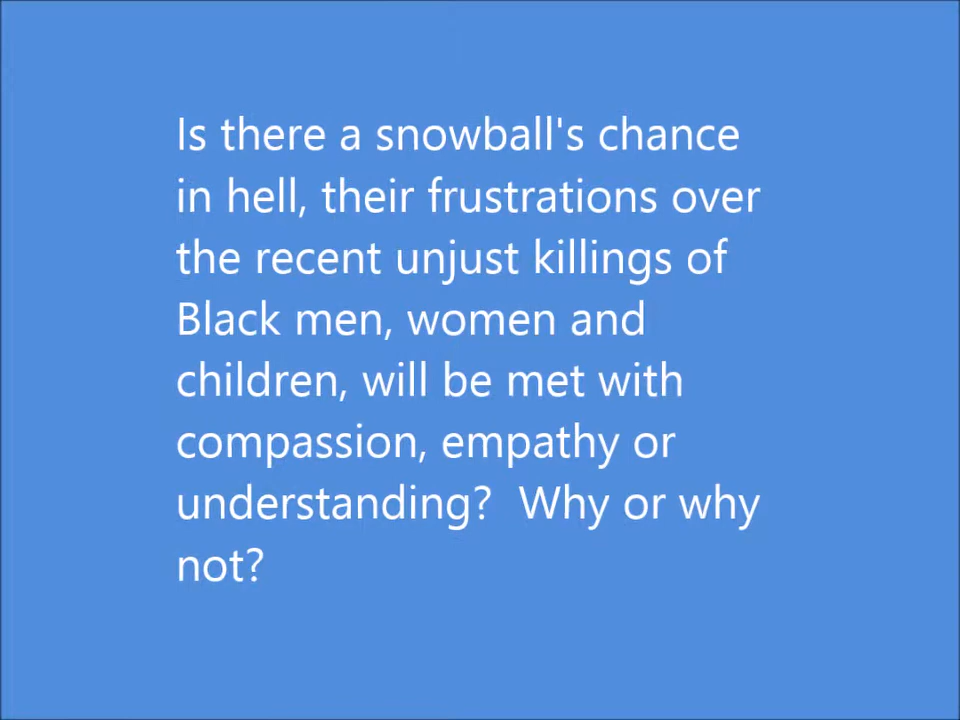 Is there a snowball's chance
in hell, their frustrations over
the recent unjust killings of
Black men, women and
children, will be met with
compassion, empathy or
understanding?  Why or why
not?